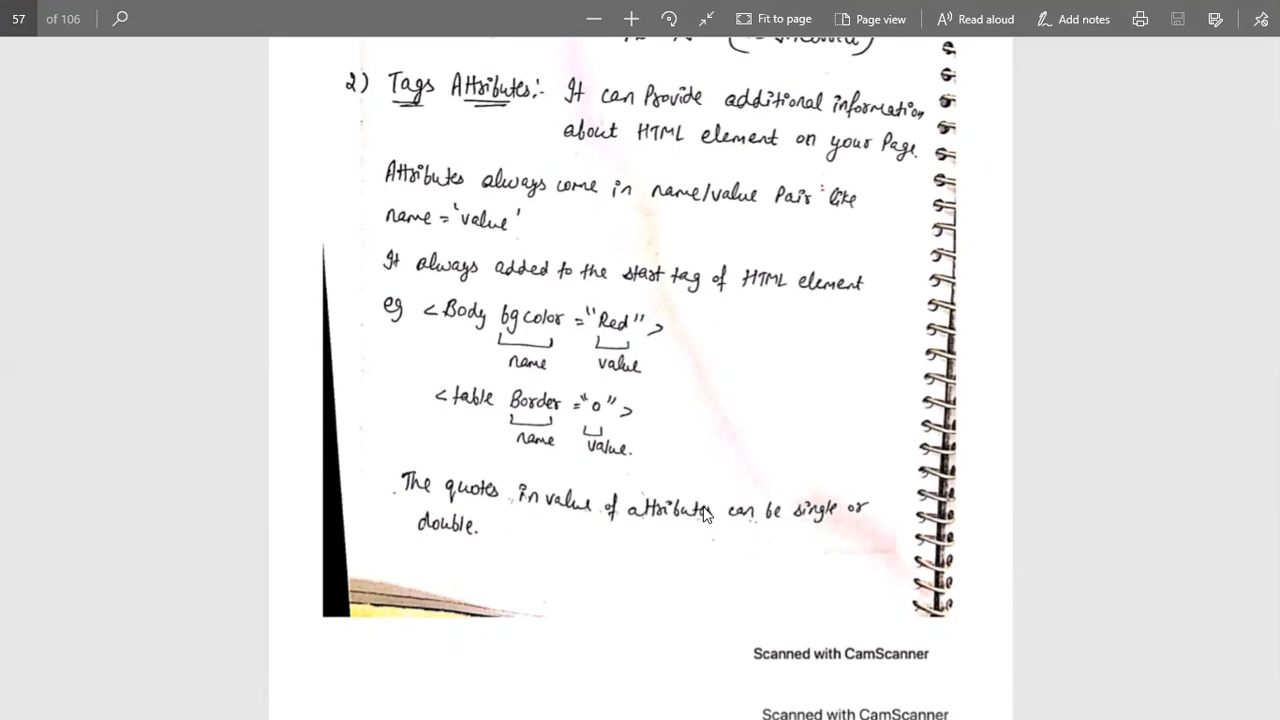 57 of 106
Fit to page
Page view
Read aloud
Add notes
2) Tags Attributes:- It can Provide additional information
about HTML element on your Page.
Attributes always come in name/value Pair like
name = 'value'
It always added to the start tag of HTML element
eg <Body bgcolor = "Red">
name value
<table Border = "0">
name value.
The quotes in value of attributes can be single or
double.
Scanned with CamScanner
Scanned with CamScanner